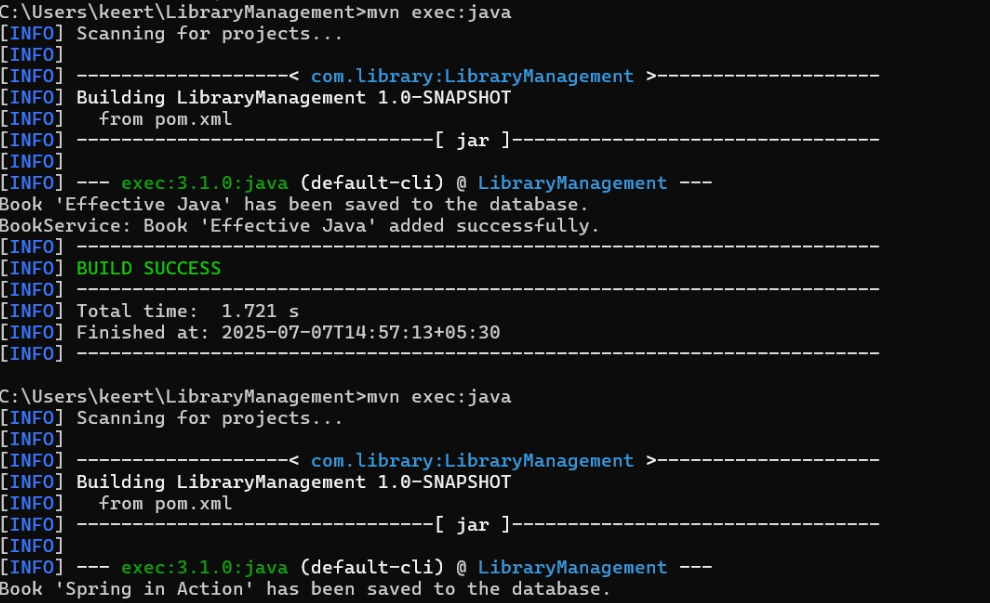 C:\Users\keert\LibraryManagement>mvn exec:java
[INFO] Scanning for projects...
[INFO]
[INFO] -------------------< com.library:LibraryManagement >--------------------
[INFO] Building LibraryManagement 1.0-SNAPSHOT
[INFO]   from pom.xml
[INFO] --------------------------------[ jar ]---------------------------------
[INFO]
[INFO] --- exec:3.1.0:java (default-cli) @ LibraryManagement ---
Book 'Effective Java' has been saved to the database.
BookService: Book 'Effective Java' added successfully.
[INFO] ------------------------------------------------------------------------
[INFO] BUILD SUCCESS
[INFO] ------------------------------------------------------------------------
[INFO] Total time:  1.721 s
[INFO] Finished at: 2025-07-07T14:57:13+05:30
[INFO] ------------------------------------------------------------------------
C:\Users\keert\LibraryManagement>mvn exec:java
[INFO] Scanning for projects...
[INFO]
[INFO] -------------------< com.library:LibraryManagement >--------------------
[INFO] Building LibraryManagement 1.0-SNAPSHOT
[INFO]   from pom.xml
[INFO] --------------------------------[ jar ]---------------------------------
[INFO]
[INFO] --- exec:3.1.0:java (default-cli) @ LibraryManagement ---
Book 'Spring in Action' has been saved to the database.